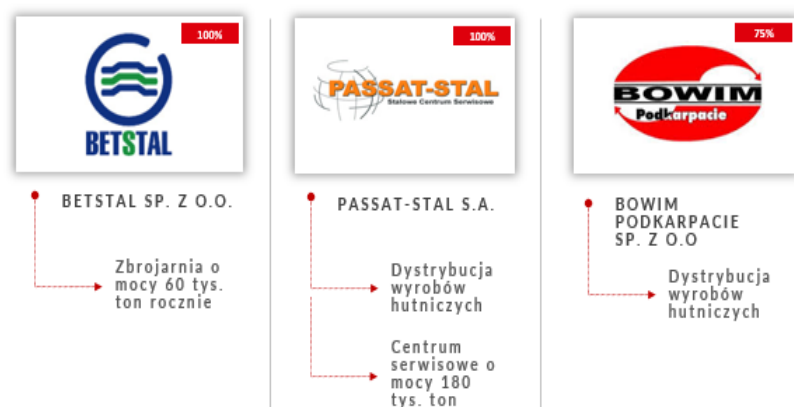 100%
BETSTAL
BETSTAL SP. Z O.O.
Zbrojarnia o
mocy 60 tys.
ton rocznie
100%
PASSAT-STAL
Stalowe Centrum Serwisowe
PASSAT-STAL S.A.
Dystrybucja
wyrobów
hutniczych
Centrum
serwisowe o
mocy 180
tys. ton
75%
BOWIM
Podkarpacie
BOWIM
PODKARPACIE
SP. Z O.O
Dystrybucja
wyrobów
hutniczych